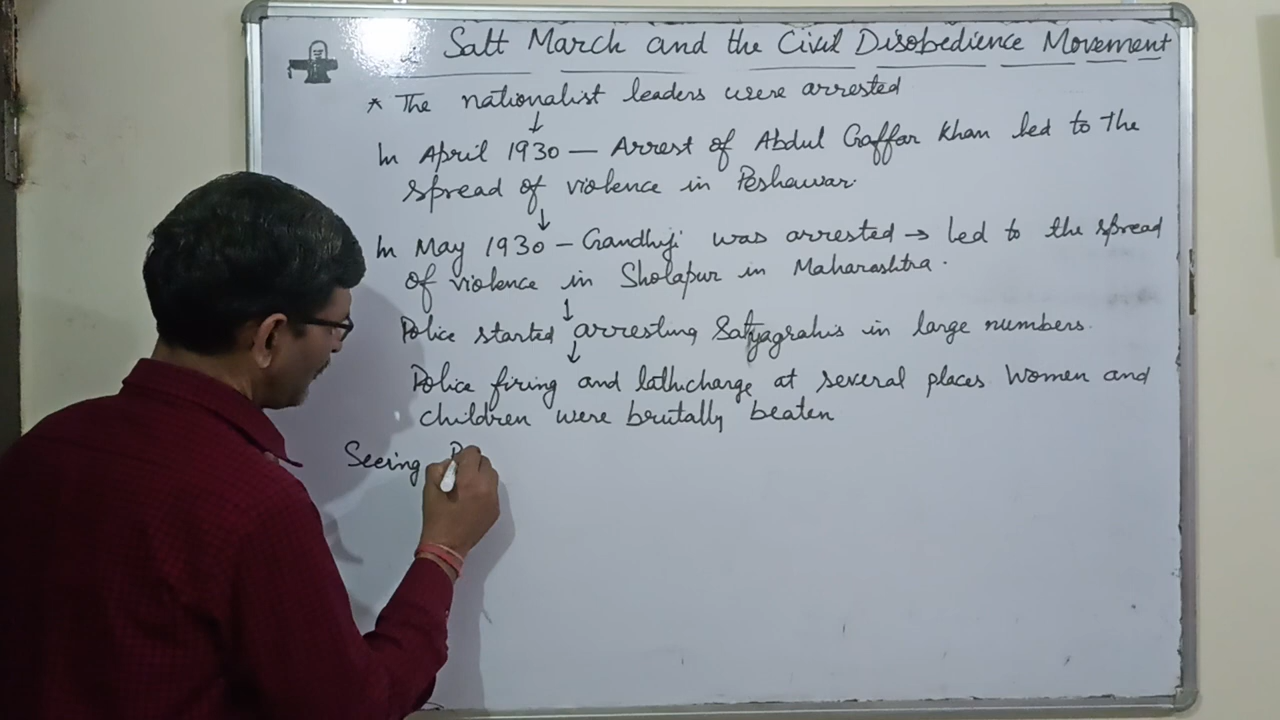 Salt March and the Civil Disobedience Movement
* The nationalist leaders were arrested
↓
In April 1930 — Arrest of Abdul Gaffar Khan led to the
spread of violence in Peshawar.
↓
In May 1930 – Gandhiji was arrested → led to the spread
of violence in Sholapur in Maharashtra.
↓
Police started arresting Satyagrahis in large numbers.
↓
Police firing and lathicharge at several places Women and
children were brutally beaten
Seeing